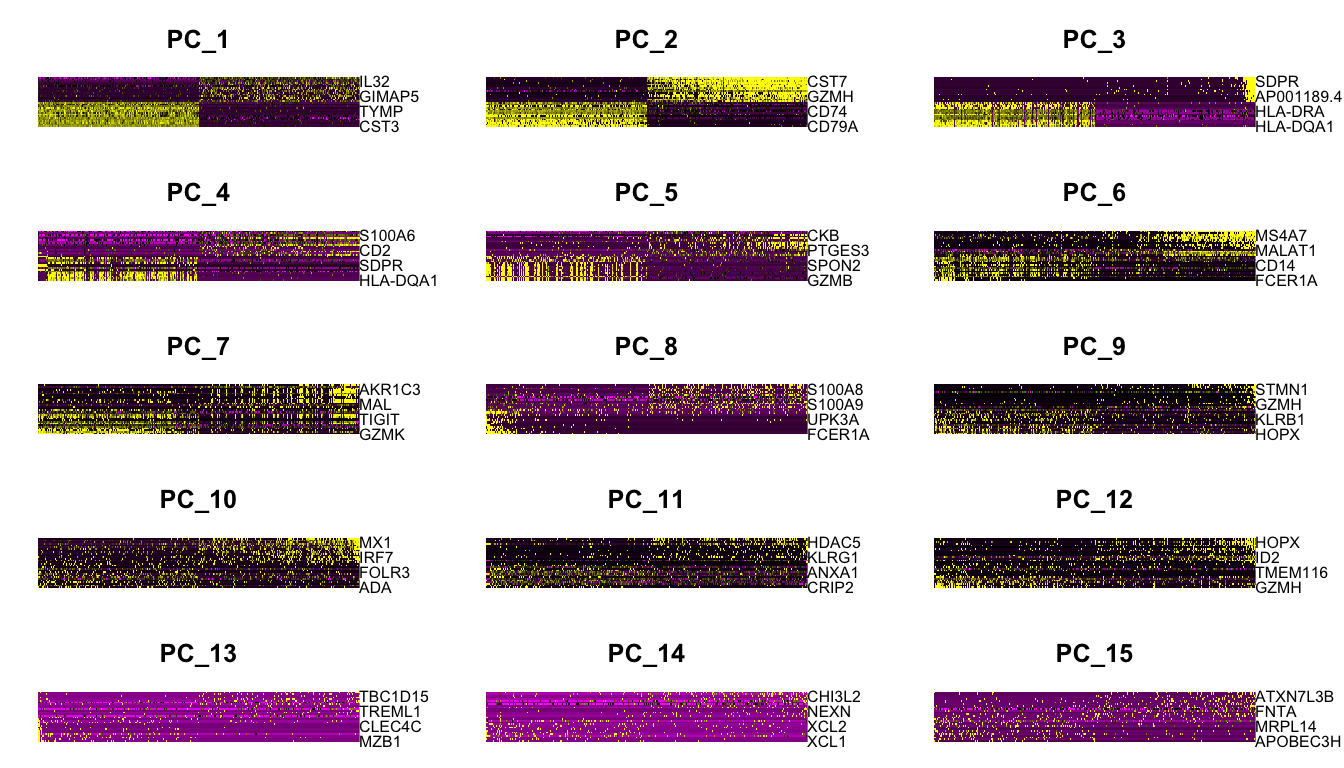 PC_1
IL32
GIMAP5
TYMP
CST3
PC_2
CST7
GZMH
CD74
CD79A
PC_3
SDPR
AP001189.4
HLA-DRA
HLA-DQA1
PC_4
S100A6
CD2
SDPR
HLA-DQA1
PC_5
CKB
PTGES3
SPON2
GZMB
PC_6
MS4A7
MALAT1
CD14
FCER1A
PC_7
AKR1C3
MAL
TIGIT
GZMK
PC_8
S100A8
S100A9
UPK3A
FCER1A
PC_9
STMN1
GZMH
KLRB1
HOPX
PC_10
MX1
IRF7
FOLR3
ADA
PC_11
HDAC5
KLRG1
ANXA1
CRIP2
PC_12
HOPX
ID2
TMEM116
GZMH
PC_13
TBC1D15
TREML1
CLEC4C
MZB1
PC_14
CHI3L2
NEXN
XCL2
XCL1
PC_15
ATXN7L3B
FNTA
MRPL14
APOBEC3H